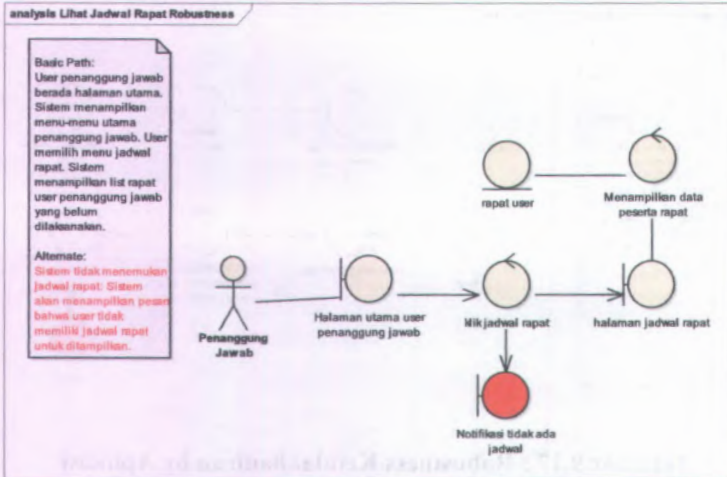 analysis Lihat Jadwal Rapat Robustness
Basic Path:
User penanggung jawab
berada halaman utama.
Sistem menampilkan
menu-menu utama
penanggung jawab. User
memilih menu jadwal
rapat. Sistem
menampilkan list rapat
user penanggung jawab
yang belum
dilaksanakan.
Alternate:
Sistem tidak menemukan
jadwal rapat: Sistem
akan menampilkan pesan
bahwa user tidak
memiliki jadwal rapat
untuk ditampilkan.
rapat user
Menampilkan data
peserta rapat
Penanggung
Jawab
Halaman utama user
penanggung jawab
klik jadwal rapat
halaman jadwal rapat
Notifikasi tidak ada
jadwal